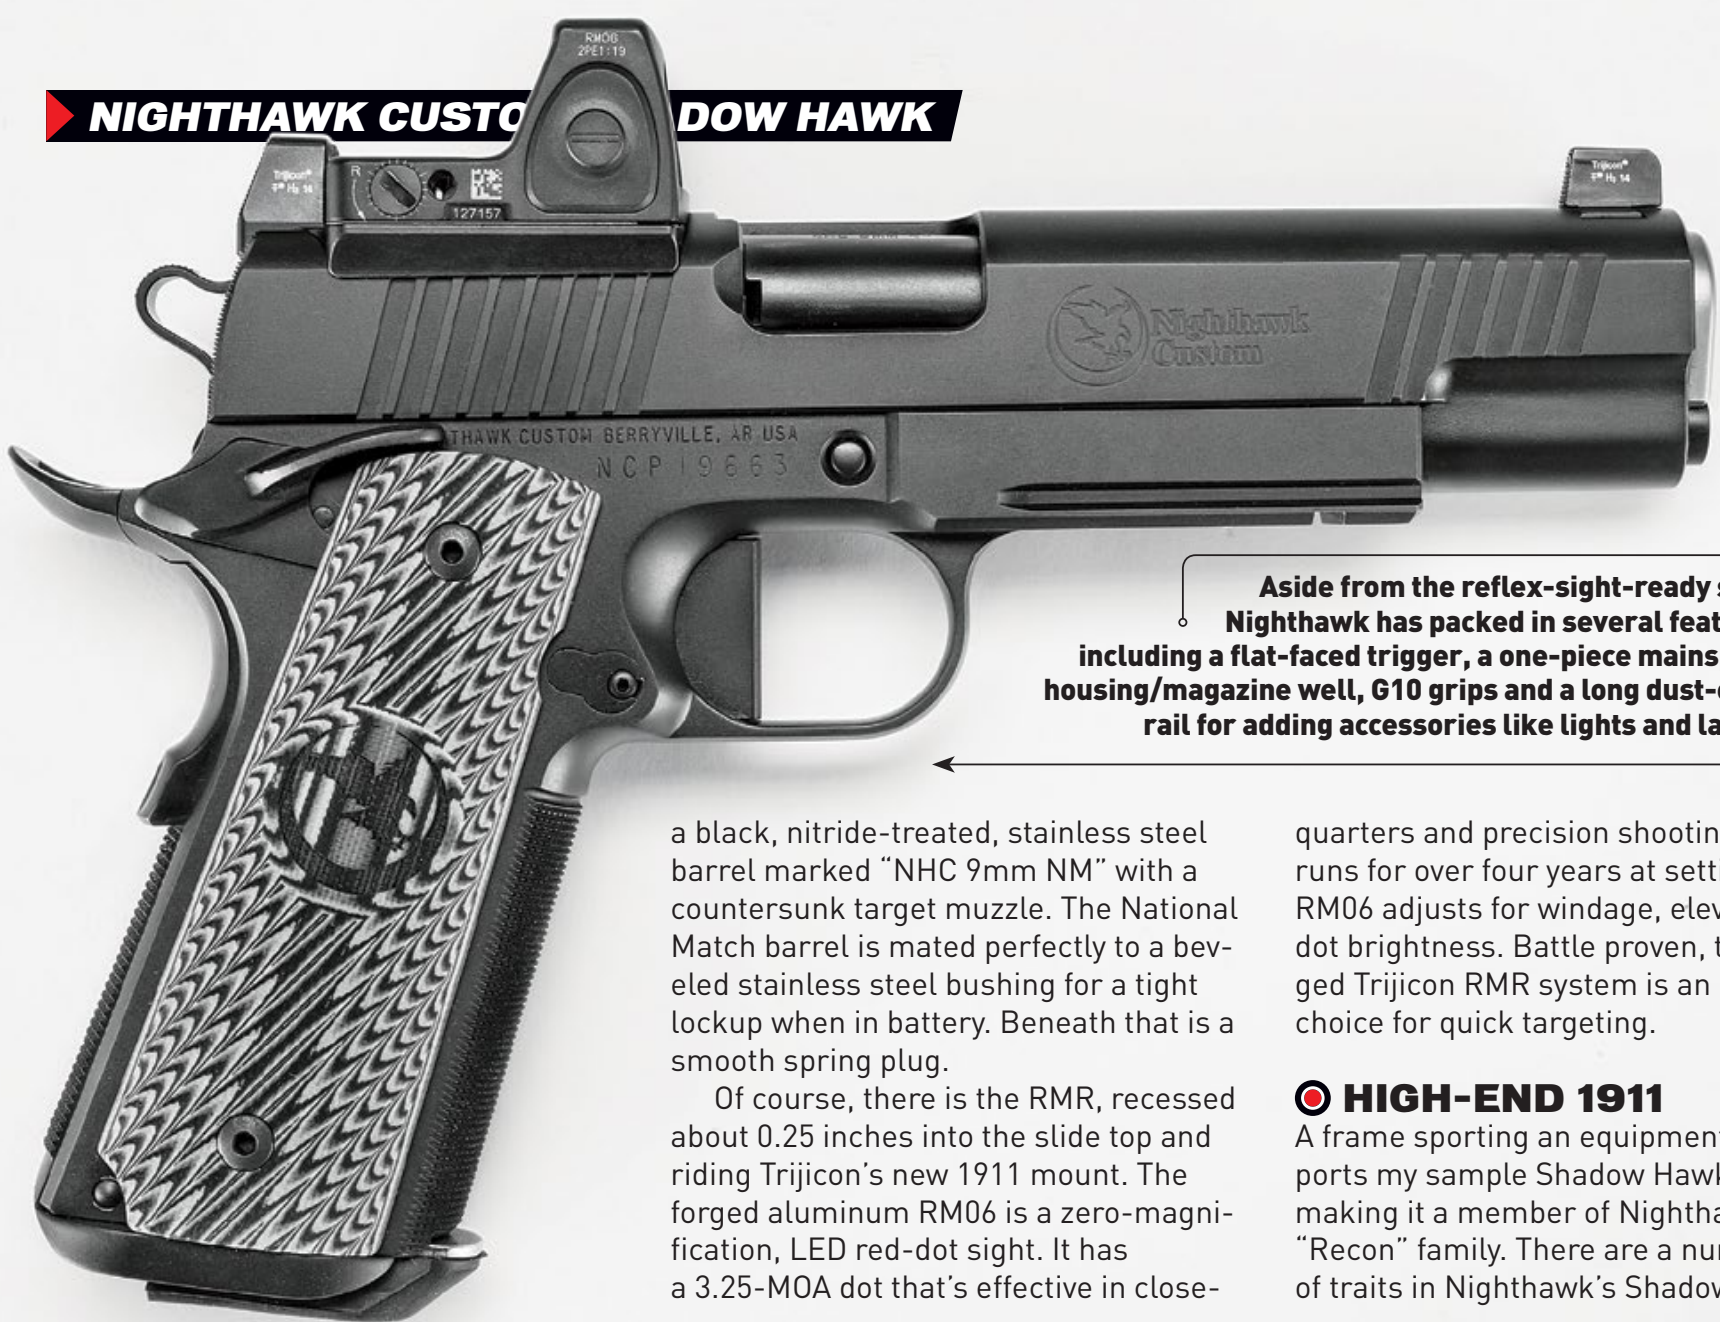 RM06
2PE1:19
NIGHTHAWK CUSTO DOW HAWK
Trijicon®
H₃ 14
R
127157
Trijicon®
H₃ 14
Nighthawk
Custom
THAWK CUSTOM BERRYVILLE, AR USA
NCP19663
Aside from the reflex-sight-ready s
Nighthawk has packed in several feat
including a flat-faced trigger, a one-piece mains
housing/magazine well, G10 grips and a long dust-c
rail for adding accessories like lights and la
a black, nitride-treated, stainless steel
barrel marked “NHC 9mm NM” with a
countersunk target muzzle. The National
Match barrel is mated perfectly to a bev-
eled stainless steel bushing for a tight
lockup when in battery. Beneath that is a
smooth spring plug.
Of course, there is the RMR, recessed
about 0.25 inches into the slide top and
riding Trijicon’s new 1911 mount. The
forged aluminum RM06 is a zero-magni-
fication, LED red-dot sight. It has
a 3.25-MOA dot that’s effective in close-
quarters and precision shootin
runs for over four years at setti
RM06 adjusts for windage, elev
dot brightness. Battle proven, t
ged Trijicon RMR system is an
choice for quick targeting.
HIGH-END 1911
A frame sporting an equipment
ports my sample Shadow Hawk
making it a member of Nightha
“Recon” family. There are a nu
of traits in Nighthawk’s Shadow